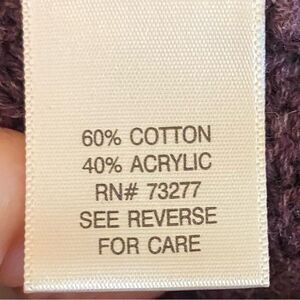 60% COTTON
40% ACRYLIC
RN# 73277
SEE REVERSE
FOR CARE